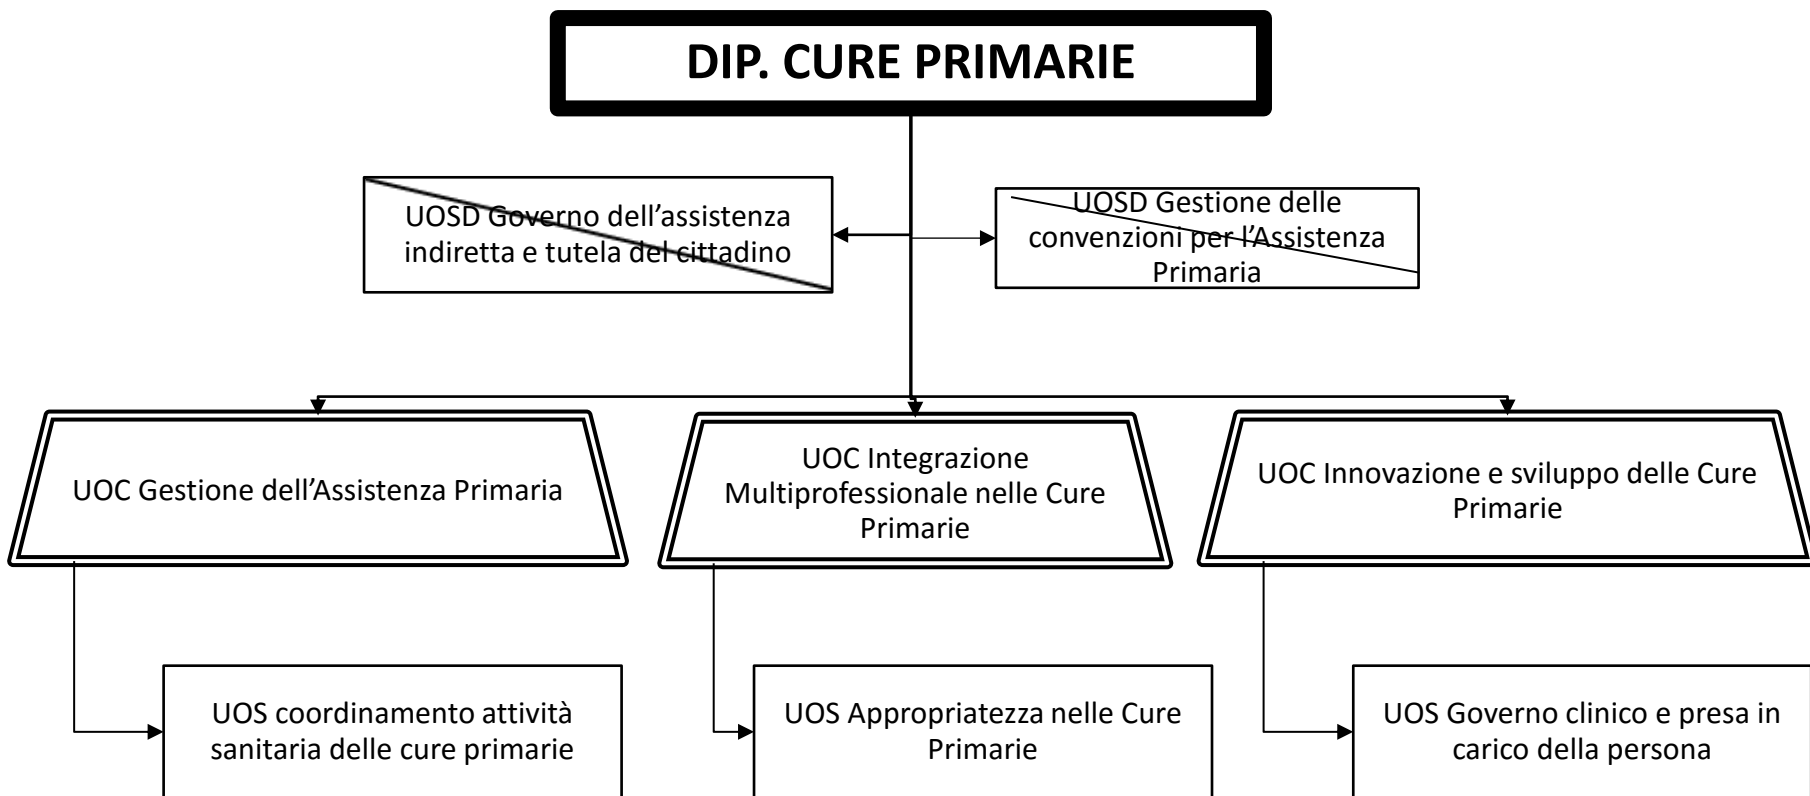 DIP. CURE PRIMARIE
UOSD Governo dell'assistenza
indiretta e tutela del cittadino
UOSD Gestione delle
convenzioni per l'Assistenza
Primaria
UOC Gestione dell'Assistenza Primaria
UOC Integrazione
Multiprofessionale nelle Cure
Primarie
UOC Innovazione e sviluppo delle Cure
Primarie
UOS coordinamento attività
sanitaria delle cure primarie
UOS Appropriatezza nelle Cure
Primarie
UOS Governo clinico e presa in
carico della persona